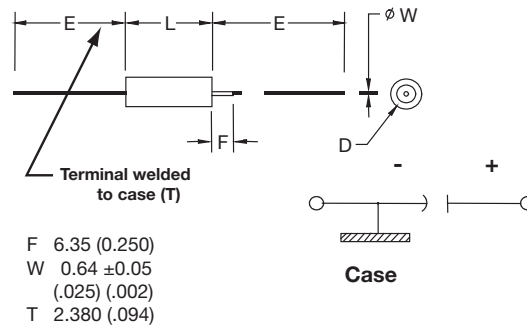 E L E ø W
F
D
Terminal welded
to case (T)
- +
F 6.35 (0.250)
W 0.64 ±0.05
(.025) (.002)
T 2.380 (.094)
Case